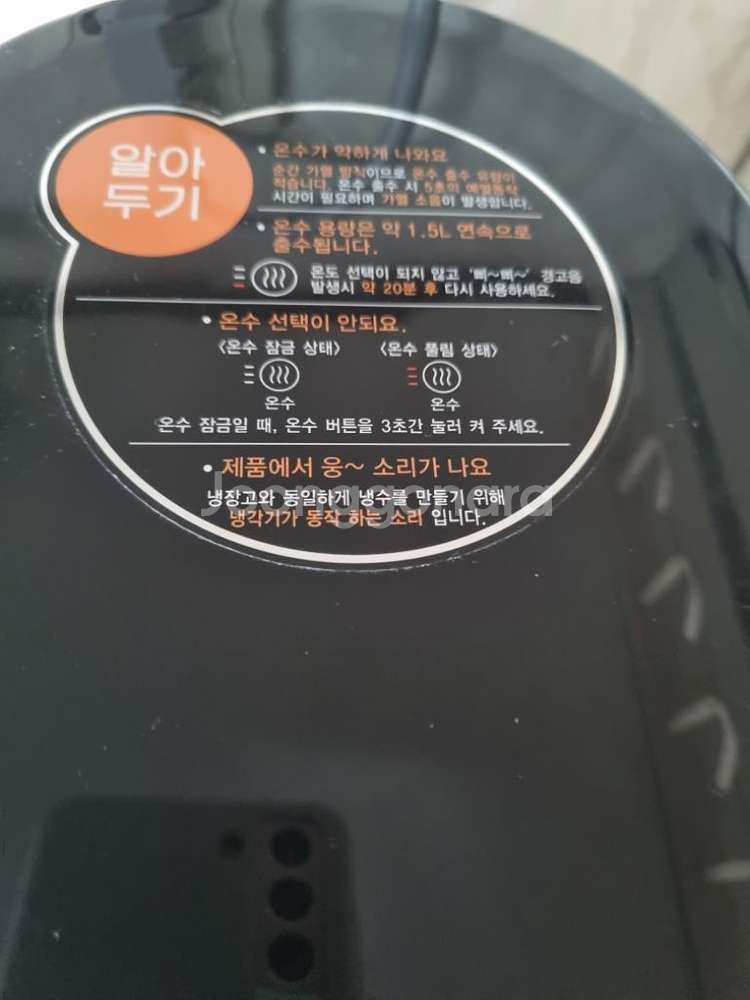 알아
두기
• 온수가 약하게 나와요
순간 가열 방식이므로 온수 출수 유량이
적습니다. 온수 출수 시 5초의 예열동작
시간이 필요하며 가열 소음이 발생합니다.
• 온수 용량은 약 1.5L 연속으로
출수됩니다.
온도 선택이 되지 않고 '삐~삐~' 경고음
발생시 약 20분 후 다시 사용하세요.
• 온수 선택이 안되요.
<온수 잠금 상태> <온수 풀림 상태>
온수 온수
온수 잠금일 때, 온수 버튼을 3초간 눌러 켜 주세요.
• 제품에서 웅~ 소리가 나요
냉장고와 동일하게 냉수를 만들기 위해
냉각기가 동작 하는 소리 입니다.
Joonggonara